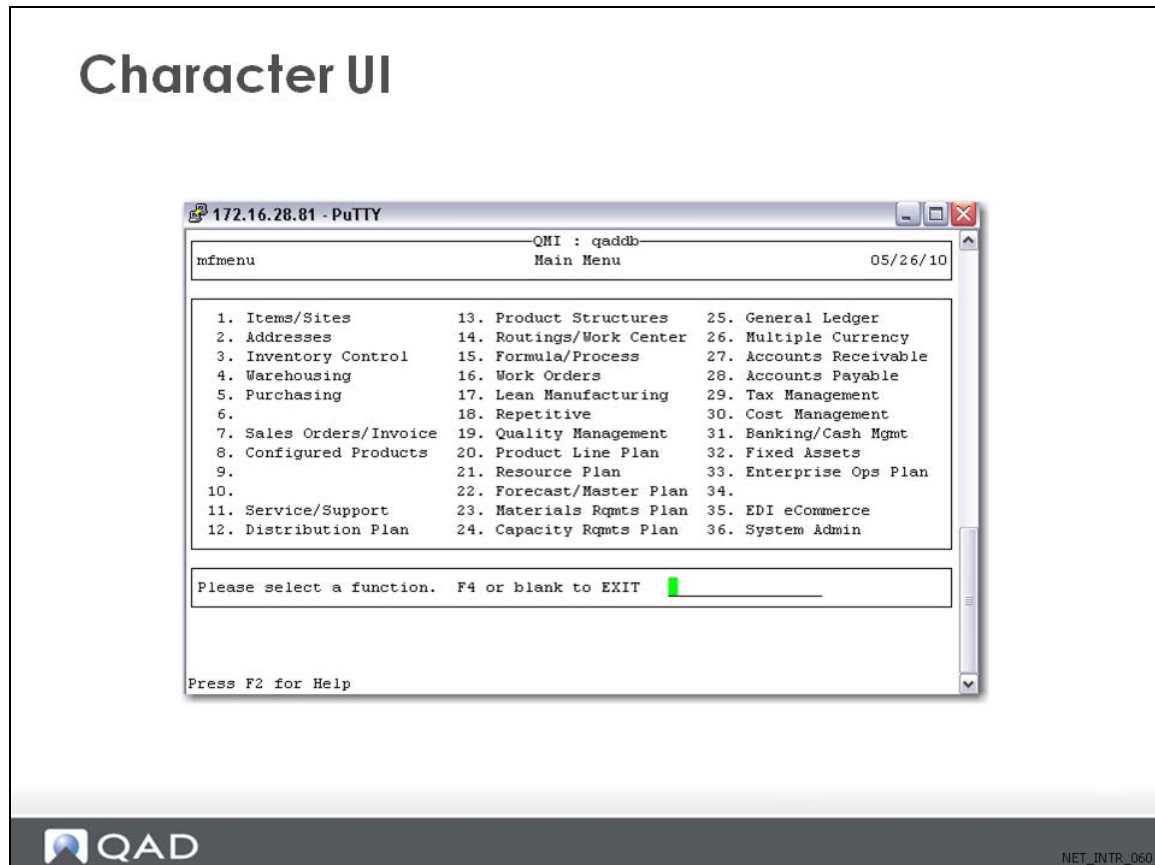 Character UI
172.16.28.81 - PuTTY
QMI : qaddb
mfmenu Main Menu 05/26/10
1. Items/Sites 13. Product Structures 25. General Ledger
2. Addresses 14. Routings/Work Center 26. Multiple Currency
3. Inventory Control 15. Formula/Process 27. Accounts Receivable
4. Warehousing 16. Work Orders 28. Accounts Payable
5. Purchasing 17. Lean Manufacturing 29. Tax Management
6. 18. Repetitive 30. Cost Management
7. Sales Orders/Invoice 19. Quality Management 31. Banking/Cash Mgmt
8. Configured Products 20. Product Line Plan 32. Fixed Assets
9. 21. Resource Plan 33. Enterprise Ops Plan
10. 22. Forecast/Master Plan 34.
11. Service/Support 23. Materials Rqmts Plan 35. EDI eCommerce
12. Distribution Plan 24. Capacity Rqmts Plan 36. System Admin
Please select a function. F4 or blank to EXIT
Press F2 for Help
QAD
NET_INTR_060